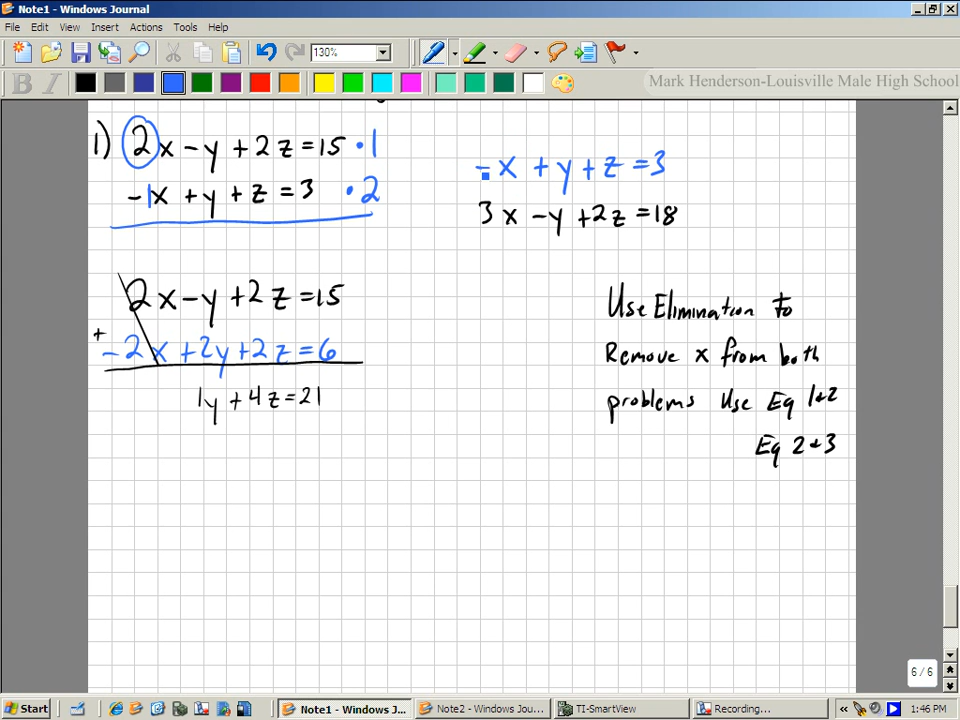 Note1 - Windows Journal
File Edit View Insert Actions Tools Help
130%
Mark Henderson-Louisville Male High School
1) 2x - y + 2z = 15 · 1
-1x + y + z = 3 · 2
-x + y + z = 3
3x - y + 2z = 18
2x - y + 2z = 15
+ -2x + 2y + 2z = 6
1y + 4z = 21
Use Elimination to
Remove x from both
problems Use Eq 1+2
Eq 2+3
6 / 6
Start Note1 - Windows J... Note2 - Windows Jour... TI-SmartView Recording... « 1:46 PM